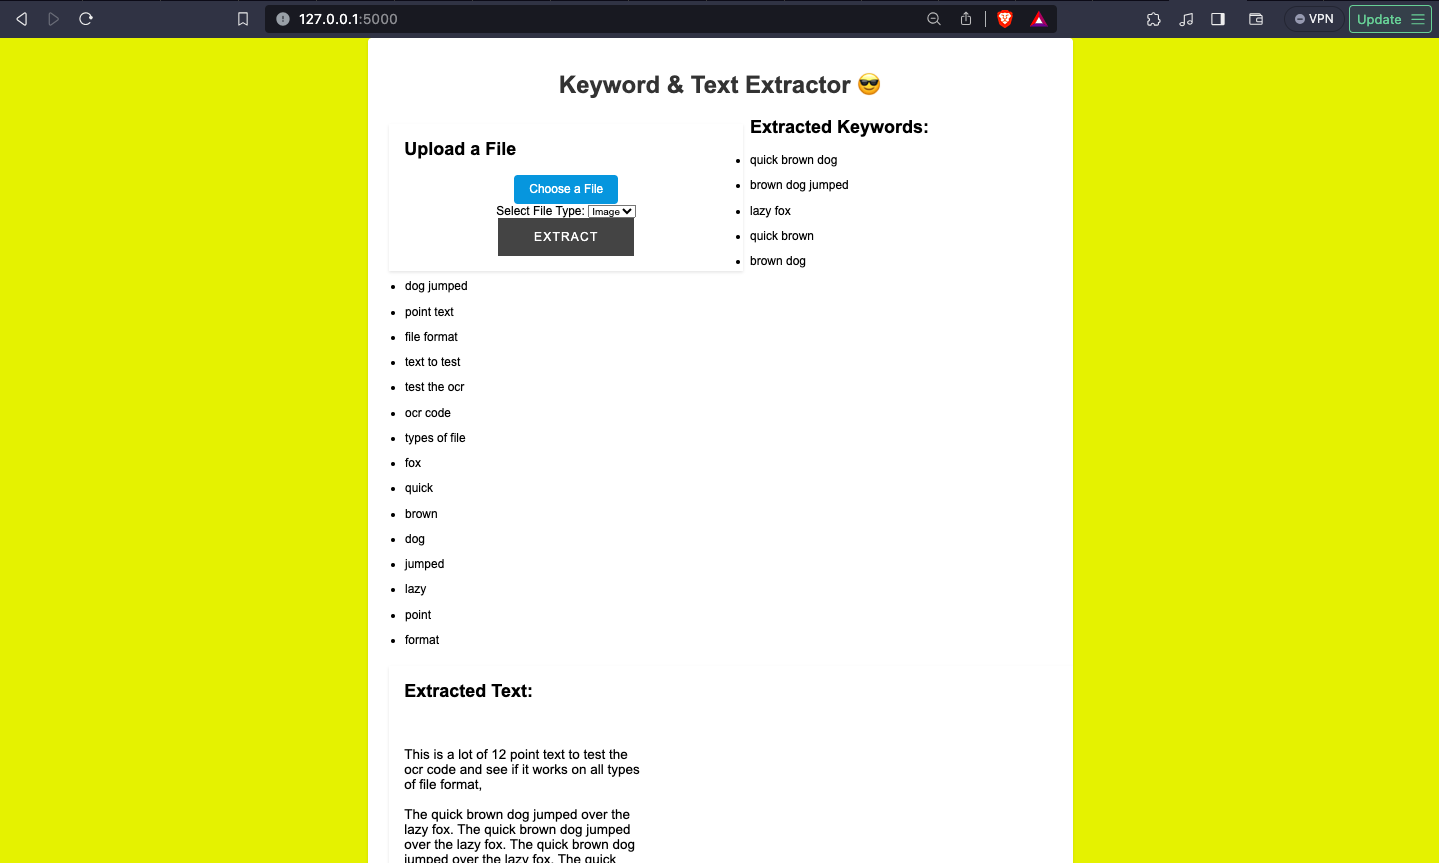 127.0.0.1:5000
VPN
Update
Keyword & Text Extractor 😎
Upload a File
Choose a File
Select File Type: Image
EXTRACT
Extracted Keywords:
quick brown dog
brown dog jumped
lazy fox
quick brown
brown dog
dog jumped
point text
file format
text to test
test the ocr
ocr code
types of file
fox
quick
brown
dog
jumped
lazy
point
format
Extracted Text:
This is a lot of 12 point text to test the
ocr code and see if it works on all types
of file format,
The quick brown dog jumped over the
lazy fox. The quick brown dog jumped
over the lazy fox. The quick brown dog
jumped over the lazy fox. The quick